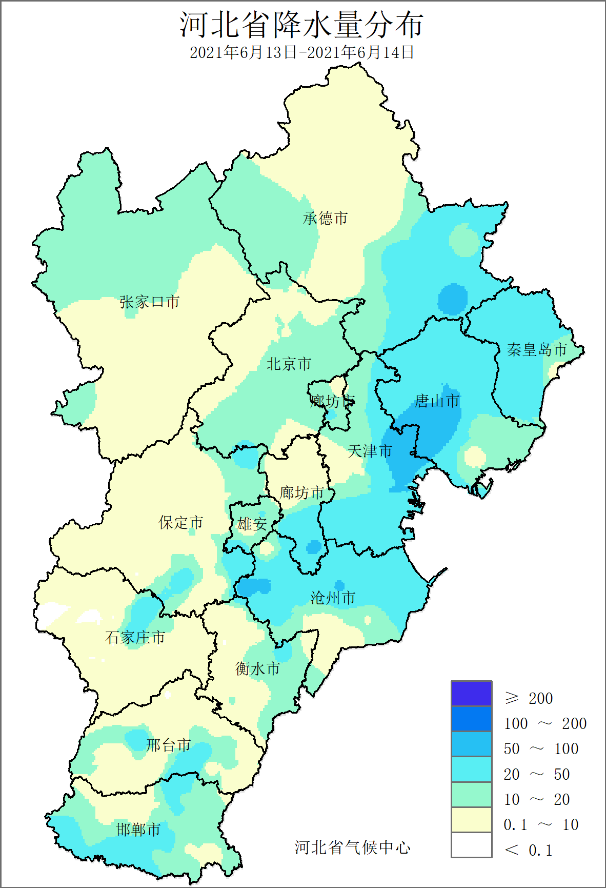 河北省降水量分布
2021年6月13日-2021年6月14日
承德市
张家口市
秦皇岛市
北京市
廊坊市
唐山市
天津市
廊坊市
保定市
雄安
沧州市
石家庄市
衡水市
邢台市
邯郸市
≥ 200
100 ～ 200
50 ～ 100
20 ～ 50
10 ～ 20
0.1 ～ 10
< 0.1
河北省气候中心